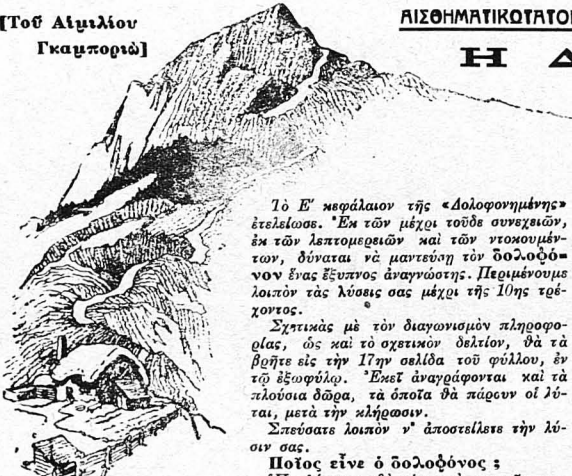 [Τοῦ Αἰμιλίου
Γκαμποριὼ]
ΑΙΣΘΗΜΑΤΙΚΩΤΑΤΟ
Η Δ
Τὸ Ε΄ κεφάλαιον τῆς «Δολοφονημένης»
ἐτελείωσε. Ἐκ τῶν μέχρι τοῦδε συνεχειῶν,
ἐκ τῶν λεπτομερειῶν καὶ τῶν ντοκουμέν-
των, δύναται νὰ μαντεύσῃ τὸν δολοφό-
νον ἕνας ἔξυπνος ἀναγνώστης. Περιμένουμε
λοιπὸν τὰς λύσεις σας μέχρι τῆς 10ης τρέ-
χοντος.
Σχετικὰς μὲ τὸν διαγωνισμὸν πληροφο-
ρίας, ὡς καὶ τὸ σχετικὸν δελτίον, θὰ τὰ
βρῆτε εἰς τὴν 17ην σελίδα τοῦ φύλλου, ἐν
τῷ ἐξωφύλῳ. Ἐκεῖ ἀναγράφονται καὶ τὰ
πλούσια δῶρα, τὰ ὁποῖα θὰ πάρουν οἱ λύ-
ται, μετὰ τὴν κλήρωσιν.
Σπεύσατε λοιπὸν ν' ἀποστείλετε τὴν λύ-
σιν σας.
Ποῖος εἶνε ὁ δολοφόνος ;